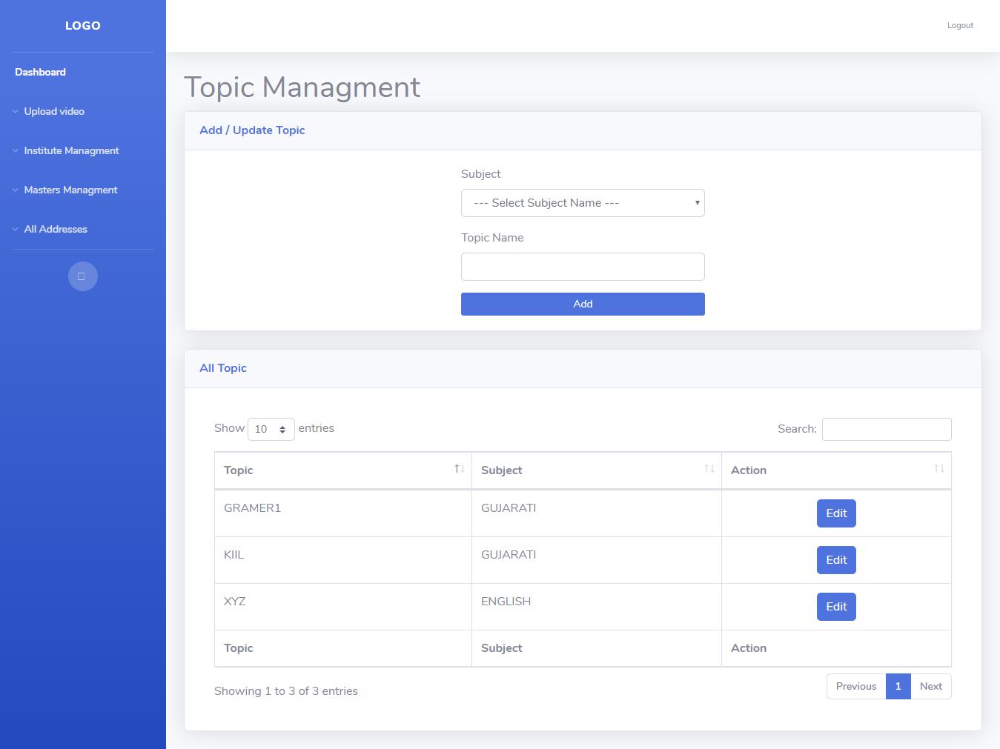 LOGO
Logout
Dashboard
Upload video
Institute Managment
Masters Managment
All Addresses
Topic Managment
Add / Update Topic
Subject
--- Select Subject Name ---
Topic Name
Add
All Topic
Show 10 entries
Search:
Topic Subject Action
GRAMER1 GUJARATI Edit
KIIL GUJARATI Edit
XYZ ENGLISH Edit
Topic Subject Action
Showing 1 to 3 of 3 entries
Previous 1 Next